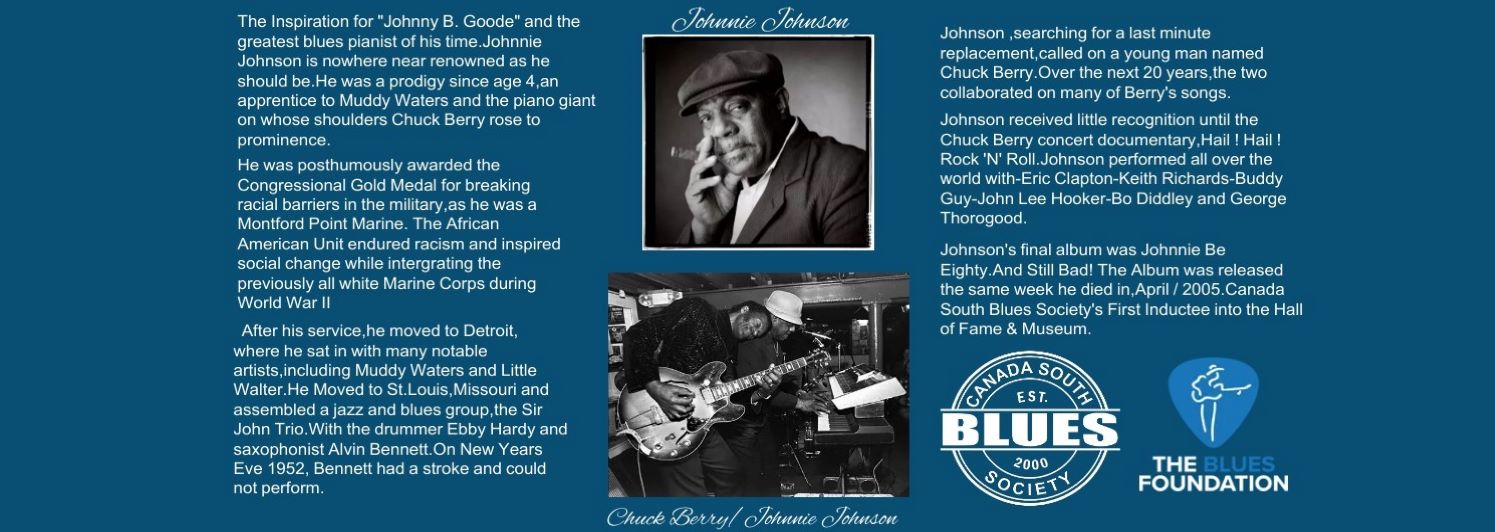 The Inspiration for "Johnny B. Goode" and the
greatest blues pianist of his time.Johnnie
Johnson is nowhere near renowned as he
should be.He was a prodigy since age 4,an
apprentice to Muddy Waters and the piano giant
on whose shoulders Chuck Berry rose to
prominence.
He was posthumously awarded the
Congressional Gold Medal for breaking
racial barriers in the military,as he was a
Montford Point Marine. The African
American Unit endured racism and inspired
social change while intergrating the
previously all white Marine Corps during
World War II
After his service,he moved to Detroit,
where he sat in with many notable
artists,including Muddy Waters and Little
Walter.He Moved to St.Louis,Missouri and
assembled a jazz and blues group,the Sir
John Trio.With the drummer Ebby Hardy and
saxophonist Alvin Bennett.On New Years
Eve 1952, Bennett had a stroke and could
not perform.
Johnnie Johnson
Chuck Berry/ Johnnie Johnson
Johnson ,searching for a last minute
replacement,called on a young man named
Chuck Berry.Over the next 20 years,the two
collaborated on many of Berry's songs.
Johnson received little recognition until the
Chuck Berry concert documentary,Hail ! Hail !
Rock 'N' Roll.Johnson performed all over the
world with-Eric Clapton-Keith Richards-Buddy
Guy-John Lee Hooker-Bo Diddley and George
Thorogood.
Johnson's final album was Johnnie Be
Eighty.And Still Bad! The Album was released
the same week he died in,April / 2005.Canada
South Blues Society's First Inductee into the Hall
of Fame & Museum.
CANADA SOUTH
EST.
BLUES
2000
SOCIETY
THE BLUES
FOUNDATION